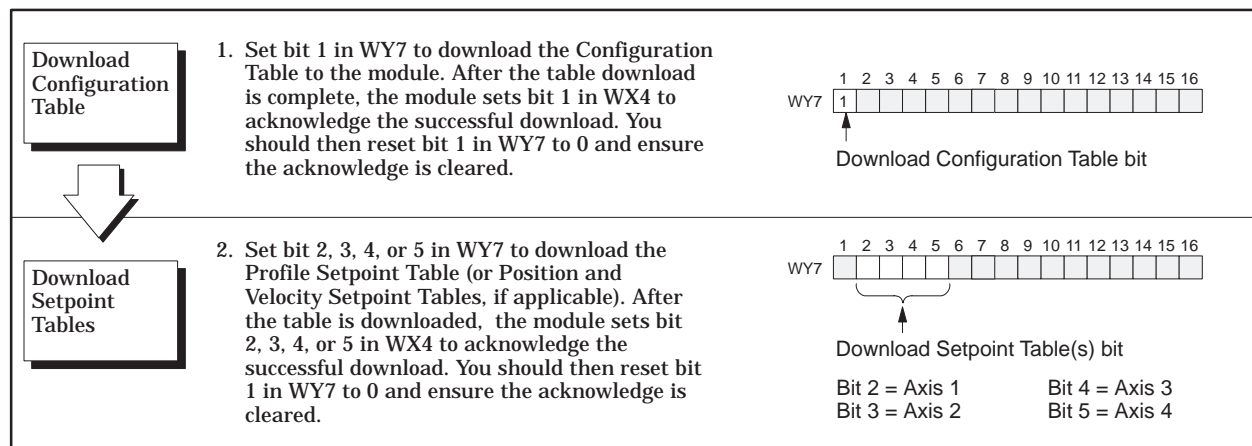 Download
Configuration
Table
1. Set bit 1 in WY7 to download the Configuration
Table to the module. After the table download
is complete, the module sets bit 1 in WX4 to
acknowledge the successful download. You
should then reset bit 1 in WY7 to 0 and ensure
the acknowledge is cleared.
1 2 3 4 5 6 7 8 9 10 11 12 13 14 15 16
WY7 1
Download Configuration Table bit
Download
Setpoint
Tables
2. Set bit 2, 3, 4, or 5 in WY7 to download the
Profile Setpoint Table (or Position and
Velocity Setpoint Tables, if applicable). After
the table is downloaded, the module sets bit
2, 3, 4, or 5 in WX4 to acknowledge the
successful download. You should then reset bit
1 in WY7 to 0 and ensure the acknowledge is
cleared.
1 2 3 4 5 6 7 8 9 10 11 12 13 14 15 16
WY7
Download Setpoint Table(s) bit
Bit 2 = Axis 1 Bit 4 = Axis 3
Bit 3 = Axis 2 Bit 5 = Axis 4